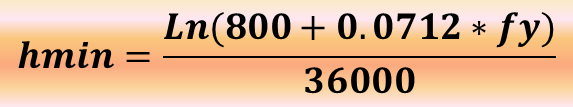 hmin = Ln(800 + 0.0712 * fy)
36000